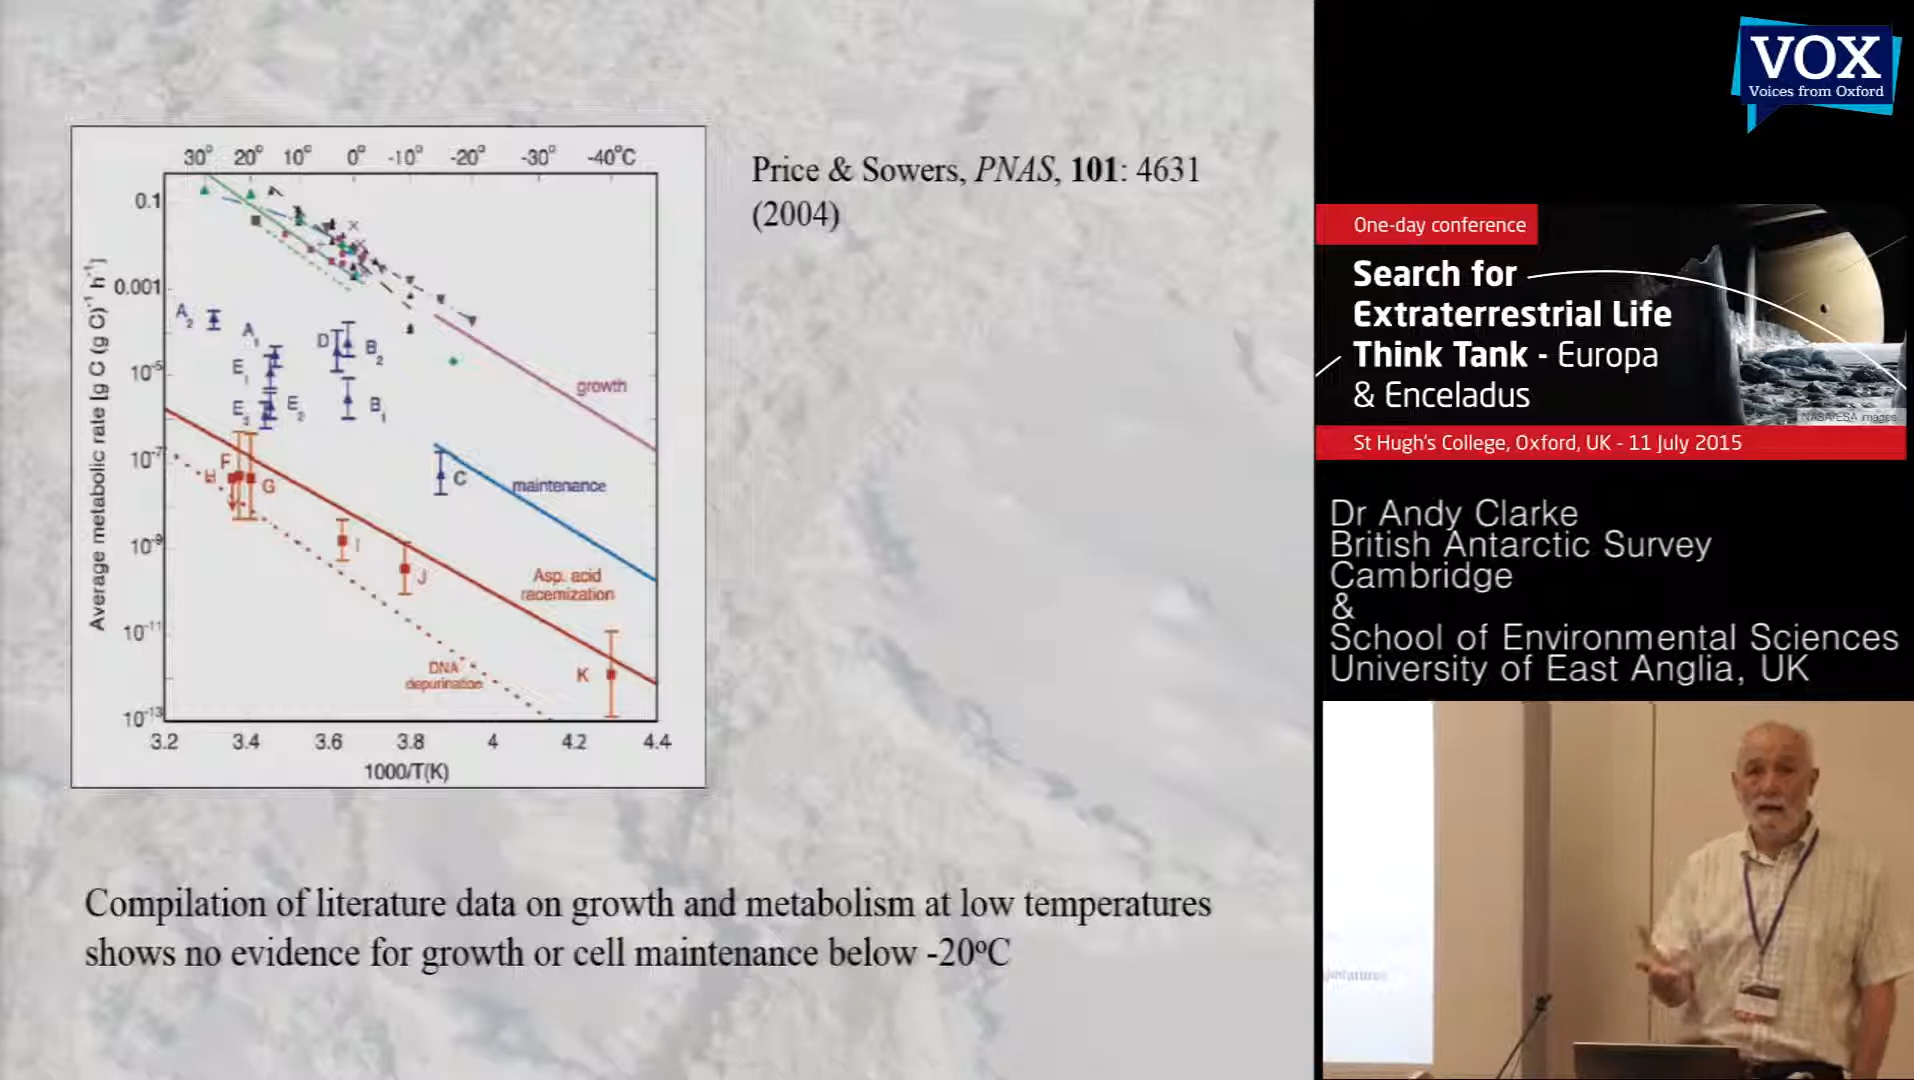 30° 20° 10° 0° -10° -20° -30° -40°C
0.1
0.001
10⁻⁵
10⁻⁷
10⁻⁹
10⁻¹¹
10⁻¹³
Average metabolic rate [g C (g C)⁻¹ h⁻¹]
A₂
A₁
D
B₂
E₁
E₂
B₁
growth
F
H
G
C
maintenance
I
J
Asp. acid
racemization
K
DNA
depurination
3.2 3.4 3.6 3.8 4 4.2 4.4
1000/T(K)
Price & Sowers, PNAS, 101: 4631
(2004)
Compilation of literature data on growth and metabolism at low temperatures
shows no evidence for growth or cell maintenance below -20°C
VOX
Voices from Oxford
One-day conference
Search for
Extraterrestrial Life
Think Tank - Europa
& Enceladus
NASA/ESA images
St Hugh's College, Oxford, UK - 11 July 2015
Dr Andy Clarke
British Antarctic Survey
Cambridge
&
School of Environmental Sciences
University of East Anglia, UK